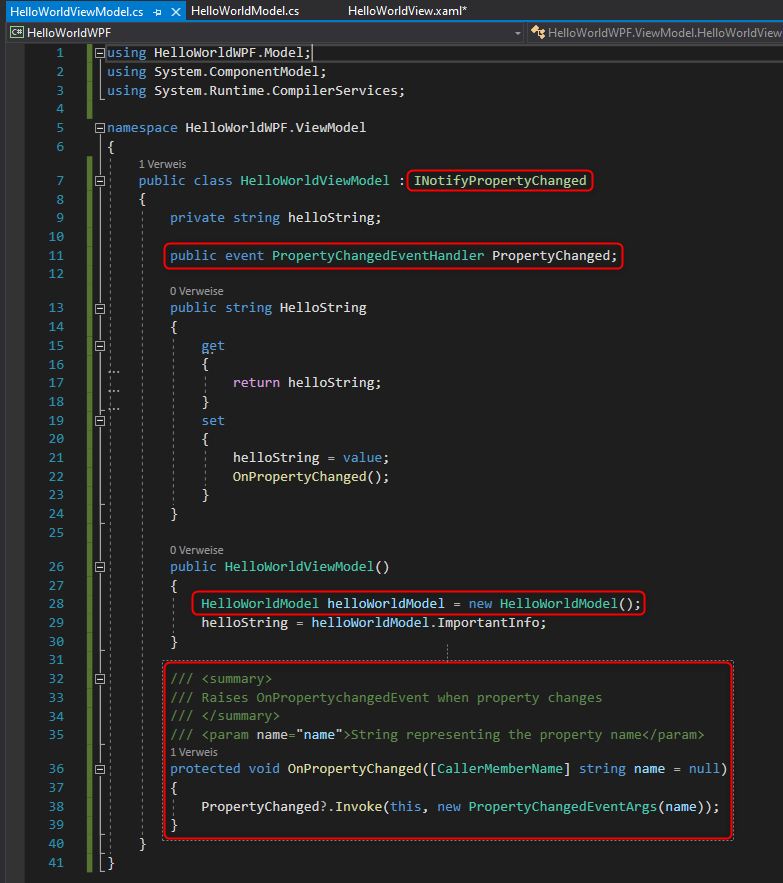 HelloWorldViewModel.cs
HelloWorldModel.cs
HelloWorldView.xaml*
C# HelloWorldWPF
HelloWorldWPF.ViewModel.HelloWorldView
1 using HelloWorldWPF.Model;
2 using System.ComponentModel;
3 using System.Runtime.CompilerServices;
4
5 namespace HelloWorldWPF.ViewModel
6 {
1 Verweis
7 public class HelloWorldViewModel : INotifyPropertyChanged
8 {
9 private string helloString;
10
11 public event PropertyChangedEventHandler PropertyChanged;
12
0 Verweise
13 public string HelloString
14 {
15 get
16 {
17 return helloString;
18 }
19 set
20 {
21 helloString = value;
22 OnPropertyChanged();
23 }
24 }
25
0 Verweise
26 public HelloWorldViewModel()
27 {
28 HelloWorldModel helloWorldModel = new HelloWorldModel();
29 helloString = helloWorldModel.ImportantInfo;
30 }
31
32 /// <summary>
33 /// Raises OnPropertychangedEvent when property changes
34 /// </summary>
35 /// <param name="name">String representing the property name</param>
1 Verweis
36 protected void OnPropertyChanged([CallerMemberName] string name = null)
37 {
38 PropertyChanged?.Invoke(this, new PropertyChangedEventArgs(name));
39 }
40 }
41 }